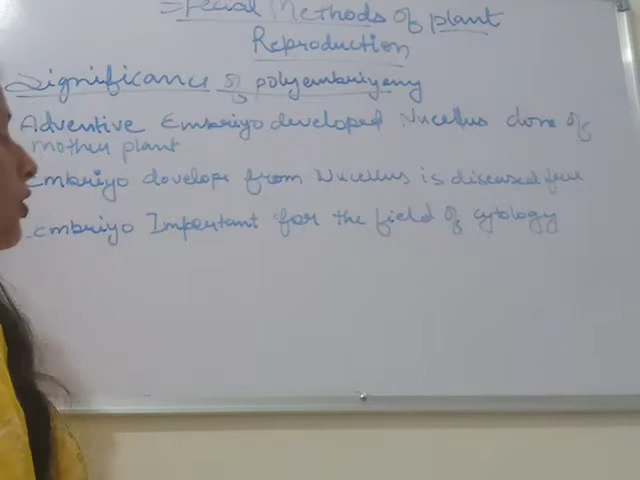 Special Methods of plant
Reproduction
Significance of polyembriyomy
Adventive Embriyo developed Nucellus clone of
mother plant
Embriyo develope from Nucellus is diseased free
Embriyo Important for the field of cytology